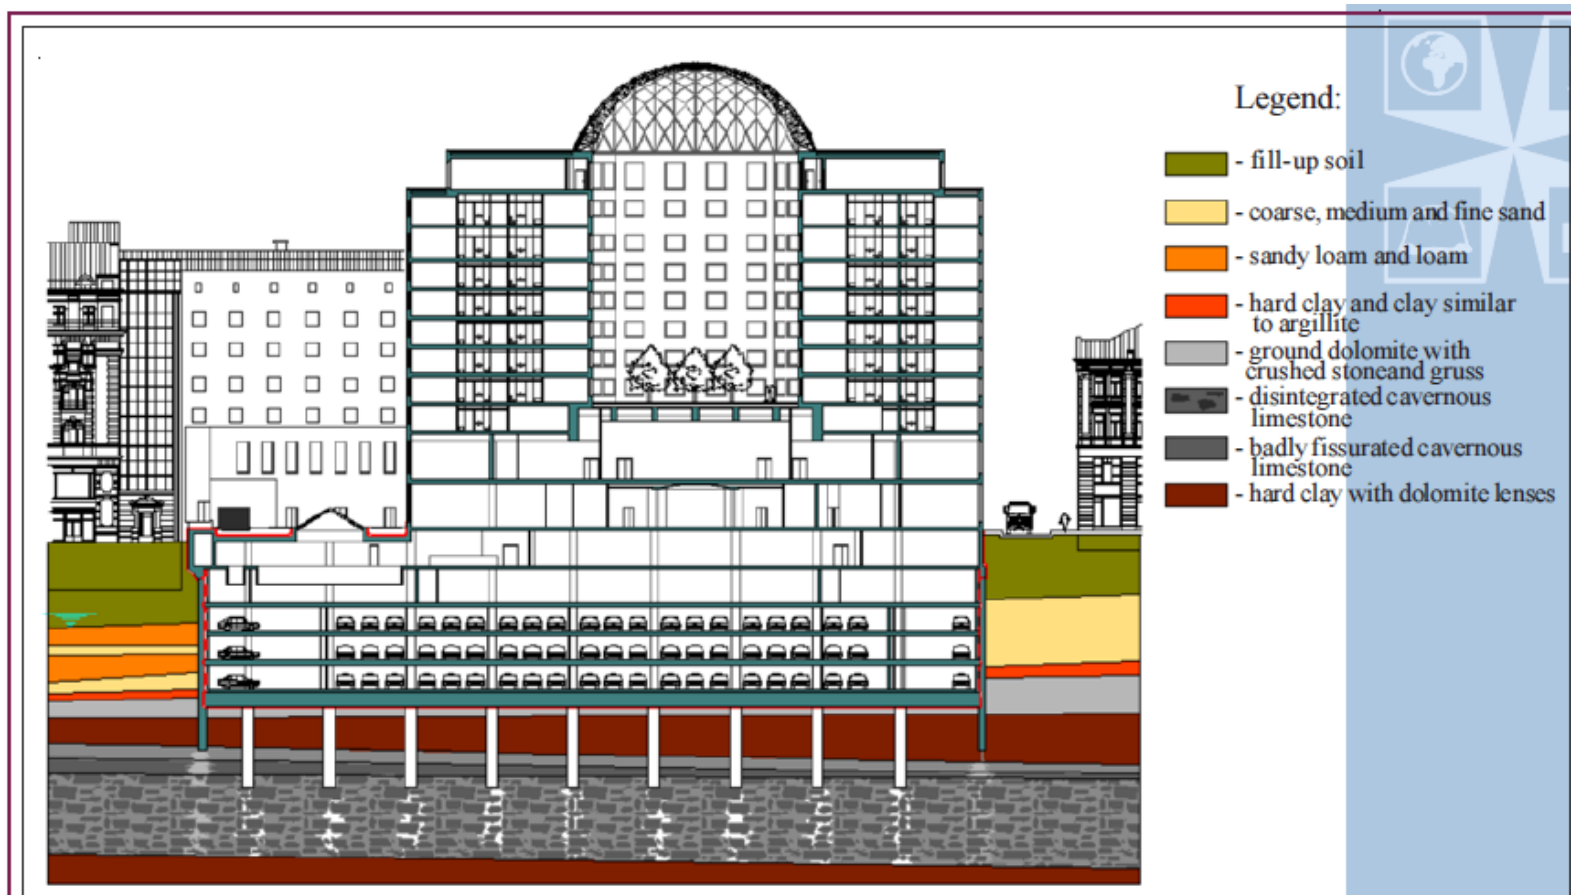 Legend:
- fill-up soil
- coarse, medium and fine sand
- sandy loam and loam
- hard clay and clay similar
to argillite
- ground dolomite with
crushed stoneand gruss
- disintegrated cavernous
limestone
- badly fissurated cavernous
limestone
- hard clay with dolomite lenses